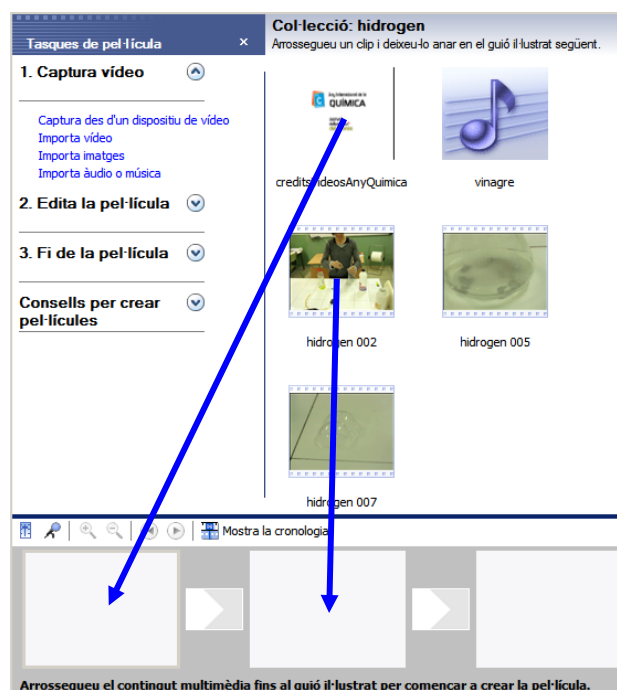 Tasques de pel·lícula ×
1. Captura vídeo
Captura des d'un dispositiu de vídeo
Importa vídeo
Importa imatges
Importa àudio o música
2. Edita la pel·lícula
3. Fi de la pel·lícula
Consells per crear
pel·lícules
Col·lecció: hidrogen
Arrossegueu un clip i deixeu-lo anar en el guió il·lustrat següent.
QUÍMICA
vinagre
hidrogen 002
hidrogen 005
hidrogen 007
Mostra la cronologia
Arrossegueu el contingut multimèdia fins al guió il·lustrat per començar a crear la pel·lícula.